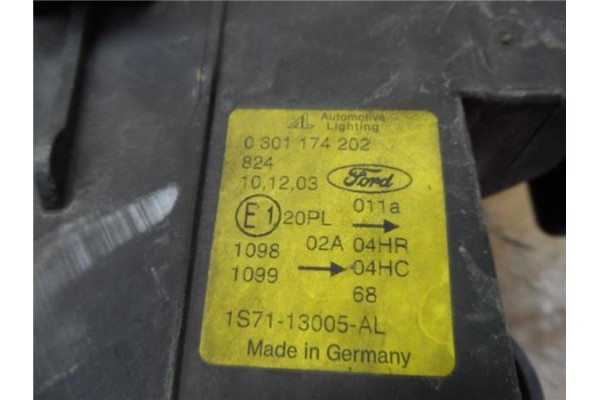 AL Automotive Lighting
0 301 174 202
824
10,12,03 Ford
E1 20PL 011a →
1098 02A 04HR
1099 → 04HC
68
1S71-13005-AL
Made in Germany